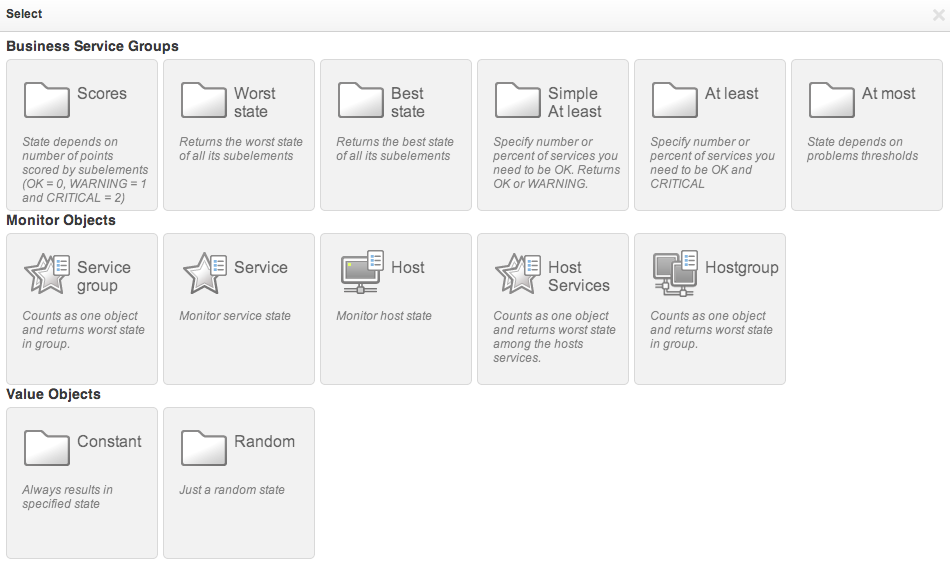 Select
Business Service Groups
Scores
State depends on
number of points
scored by subelements
(OK = 0, WARNING = 1
and CRITICAL = 2)
Worst
state
Returns the worst state
of all its subelements
Best
state
Returns the best state
of all its subelements
Simple
At least
Specify number or
percent of services you
need to be OK. Returns
OK or WARNING.
At least
Specify number or
percent of services you
need to be OK and
CRITICAL
At most
State depends on
problems thresholds
Monitor Objects
Service
group
Counts as one object
and returns worst state
in group.
Service
Monitor service state
Host
Monitor host state
Host
Services
Counts as one object
and returns worst state
among the hosts
services.
Hostgroup
Counts as one object
and returns worst state
in group.
Value Objects
Constant
Always results in
specified state
Random
Just a random state